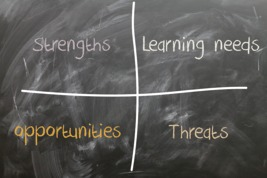 Strengths
Learning needs
opportunities
Threats